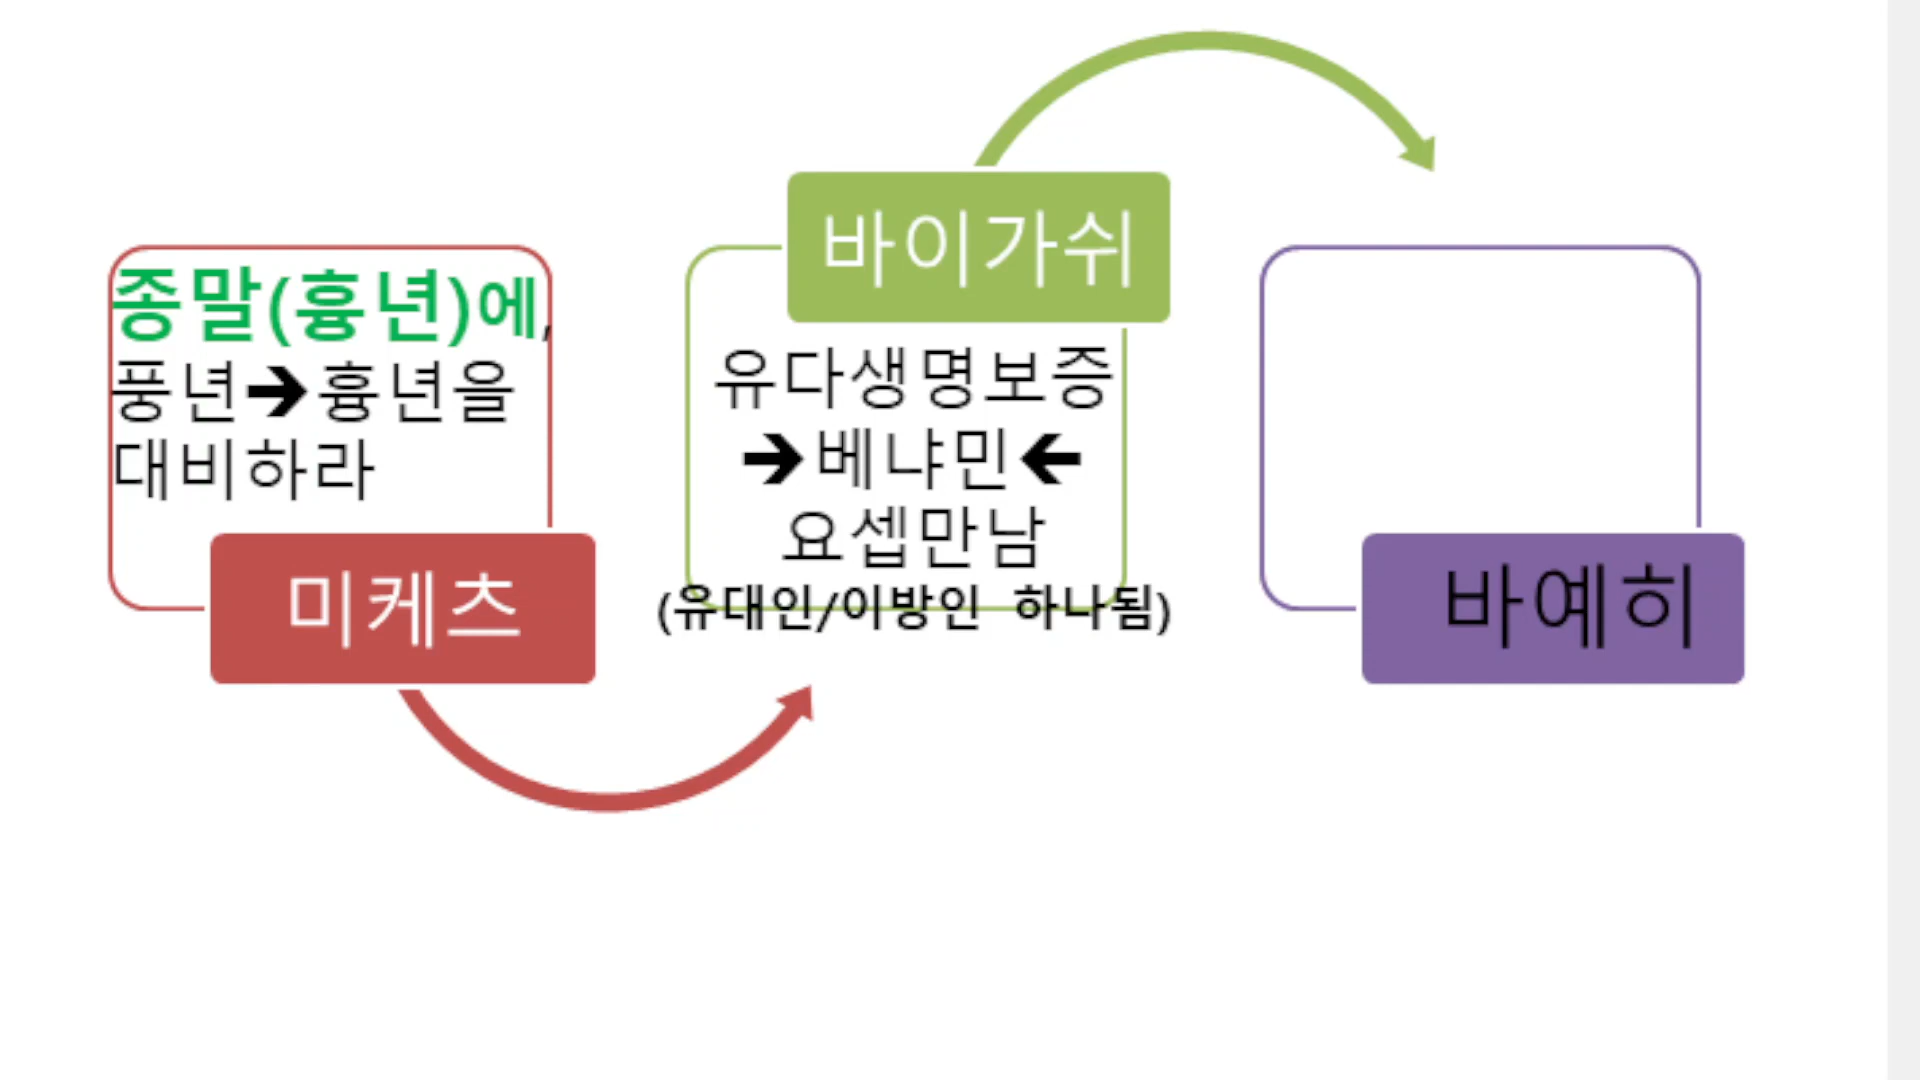 종말(흉년)에,
풍년→흉년을
대비하라
미케츠
바이가쉬
유다생명보증
→베냐민←
요셉만남
(유대인/이방인 하나됨)
바예히